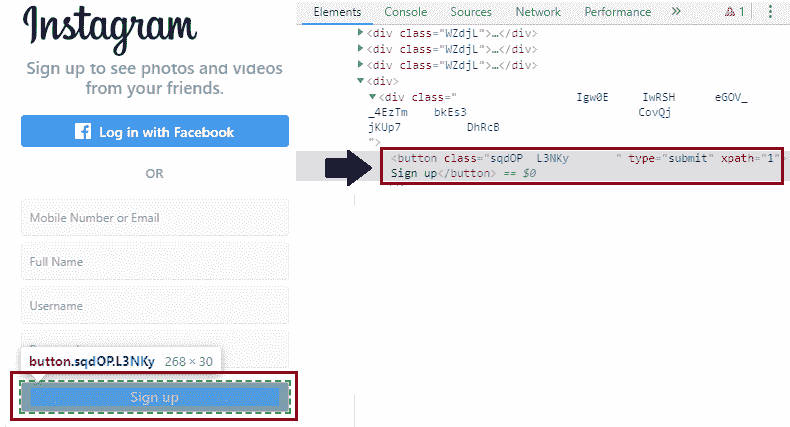 Instagram
Sign up to see photos and videos
from your friends.
Log in with Facebook
OR
Mobile Number or Email
Full Name
Username
button.sqdOP.L3NKy 268 × 30
Sign up
Elements Console Sources Network Performance » 1
<div class="WZdjL">…</div>
<div class="WZdjL">…</div>
<div class="WZdjL">…</div>
<div>
<div class=" Igw0E IwRSH eGOV_
_4EzTm bkEs3 CovQj
jKUp7 DhRcB
">
<button class="sqdOP L3NKy " type="submit" xpath="1">
Sign up</button> == $0